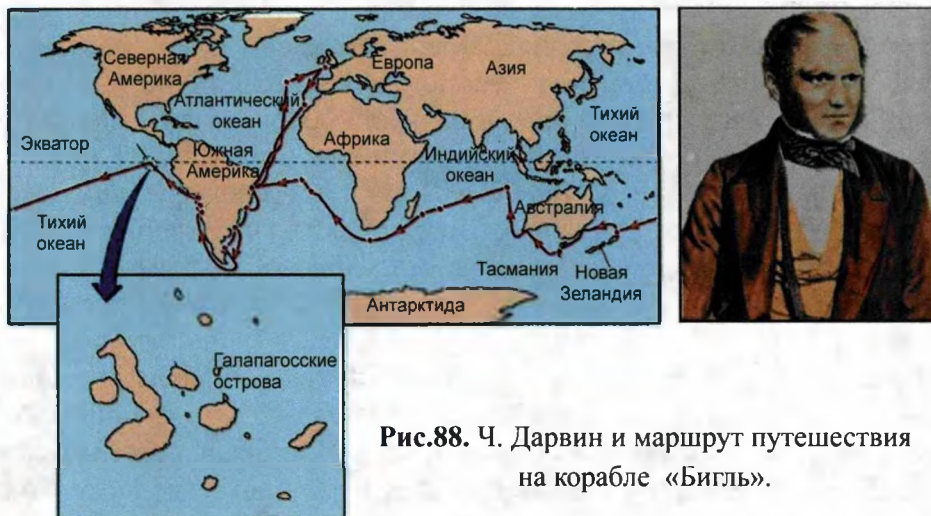 Северная
Америка
Европа
Азия
Атлантический
океан
Тихий
океан
Экватор
Африка
Южная
Америка
Индийский
океан
Тихий
океан
Австралия
Тасмания
Новая
Зеландия
Антарктида
Галапагосские
острова
Рис.88. Ч. Дарвин и маршрут путешествия
на корабле «Бигль».